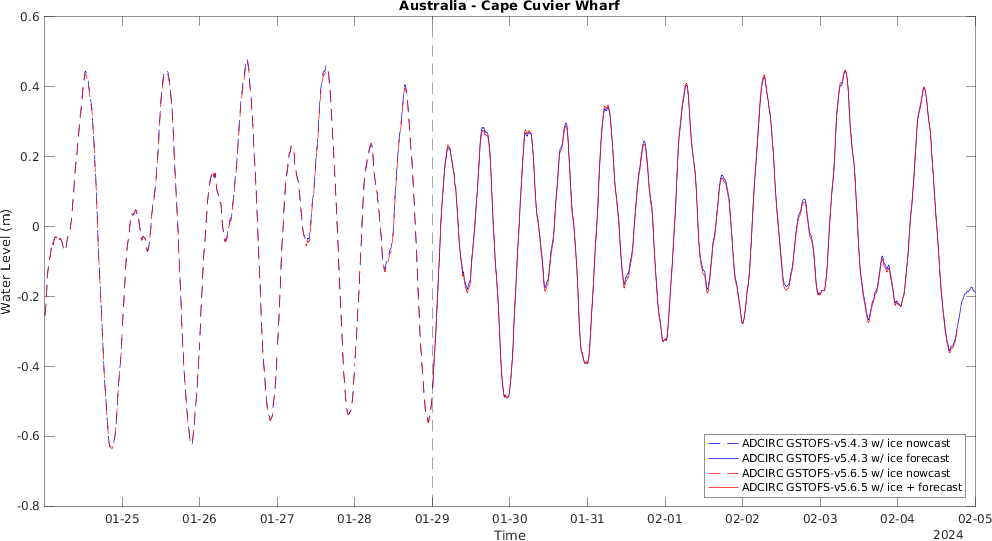 Australia - Cape Cuvier Wharf
0.6
0.4
0.2
0
-0.2
-0.4
-0.6
-0.8
Water Level (m)
ADCIRC GSTOFS-v5.4.3 w/ ice nowcast
ADCIRC GSTOFS-v5.4.3 w/ ice forecast
ADCIRC GSTOFS-v5.6.5 w/ ice nowcast
ADCIRC GSTOFS-v5.6.5 w/ ice + forecast
01-25 01-26 01-27 01-28 01-29 01-30 01-31 02-01 02-02 02-03 02-04 02-05
Time
2024